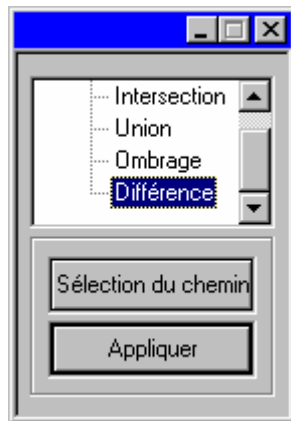 Intersection
Union
Ombrage
Différence
Sélection du chemin
Appliquer